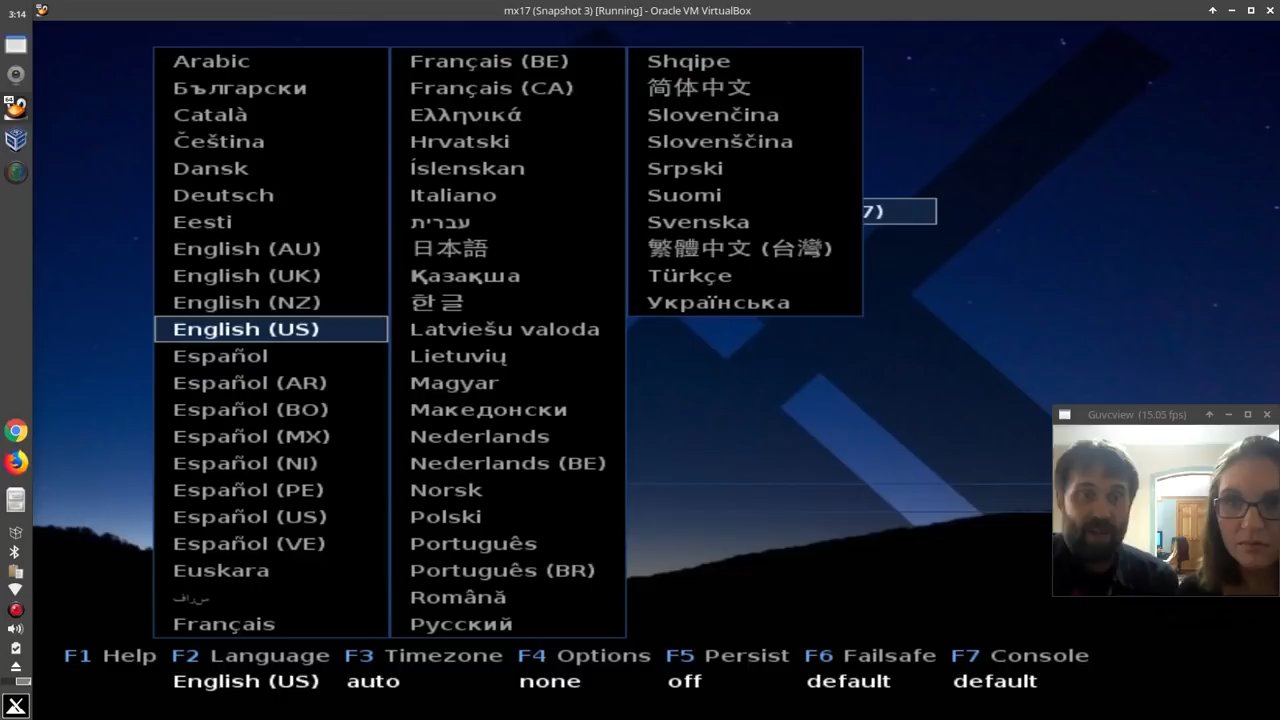 3:14
mx17 (Snapshot 3) [Running] - Oracle VM VirtualBox
Arabic
Български
Català
Čeština
Dansk
Deutsch
Eesti
English (AU)
English (UK)
English (NZ)
English (US)
Español
Español (AR)
Español (BO)
Español (MX)
Español (NI)
Español (PE)
Español (US)
Español (VE)
Euskara
سراف
Français
Français (BE)
Français (CA)
Ελληνικά
Hrvatski
Íslenskan
Italiano
עברית
日本語
Қазақша
한글
Latviešu valoda
Lietuvių
Magyar
Македонски
Nederlands
Nederlands (BE)
Norsk
Polski
Português
Português (BR)
Română
Русский
Shqipe
简体中文
Slovenčina
Slovenščina
Srpski
Suomi
Svenska
繁體中文 (台灣)
Türkçe
Українська
7)
Guvcview (15.05 fps)
F1 Help F2 Language F3 Timezone F4 Options F5 Persist F6 Failsafe F7 Console
English (US) auto none off default default